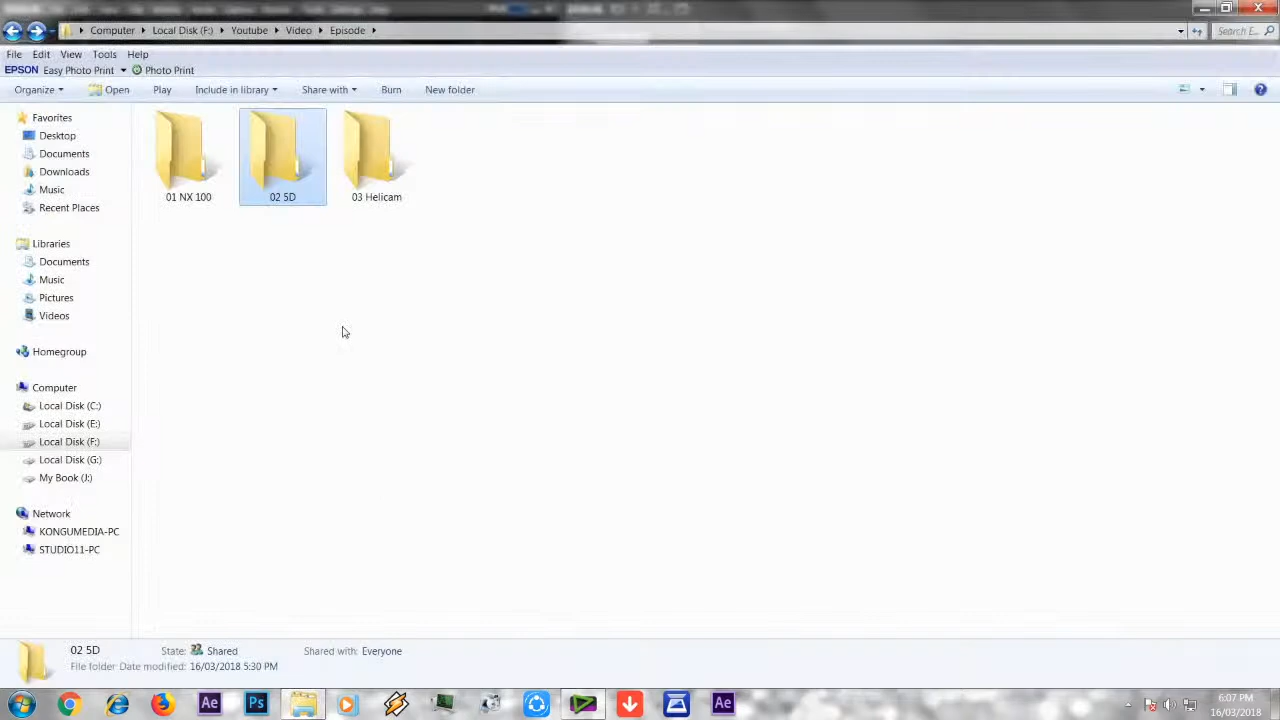 Computer Local Disk (F:) Youtube Video Episode
Search E...
File Edit View Tools Help
EPSON Easy Photo Print Photo Print
Organize Open Play Include in library Share with Burn New folder
Favorites
Desktop
Documents
Downloads
Music
Recent Places
Libraries
Documents
Music
Pictures
Videos
Homegroup
Computer
Local Disk (C:)
Local Disk (E:)
Local Disk (F:)
Local Disk (G:)
My Book (J:)
Network
KONGUMEDIA-PC
STUDIO11-PC
01 NX 100
02 5D
03 Helicam
02 5D State: Shared Shared with: Everyone
File folder Date modified: 16/03/2018 5:30 PM
Ae Ps Ae
6:07 PM
16/03/2018